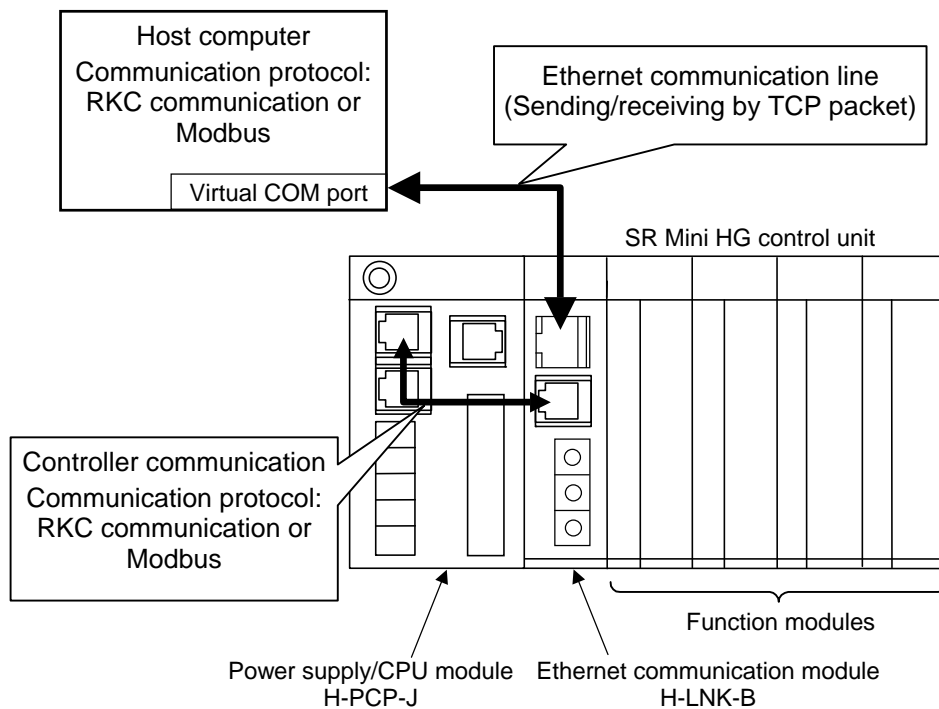 Host computer
Communication protocol:
RKC communication or
Modbus
Virtual COM port
Ethernet communication line
(Sending/receiving by TCP packet)
SR Mini HG control unit
Controller communication
Communication protocol:
RKC communication or
Modbus
Function modules
Power supply/CPU module
H-PCP-J
Ethernet communication module
H-LNK-B